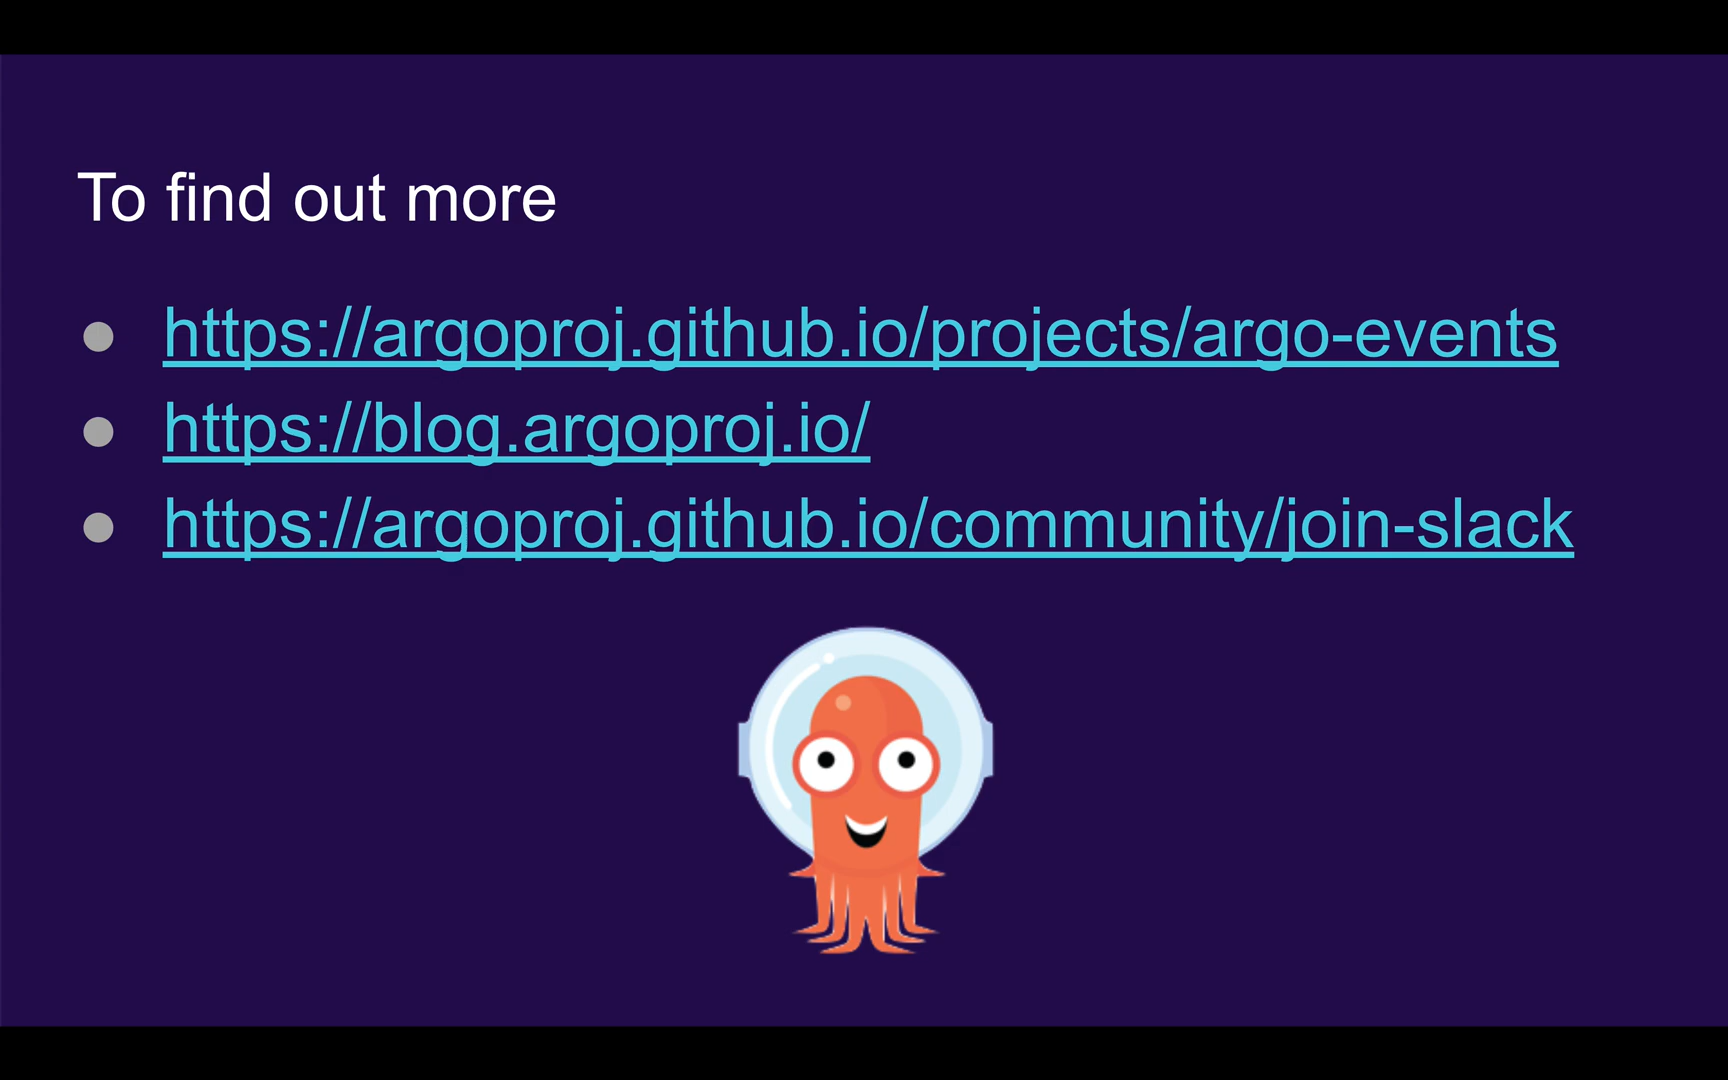 To find out more
https://argoproj.github.io/projects/argo-events
https://blog.argoproj.io/
https://argoproj.github.io/community/join-slack